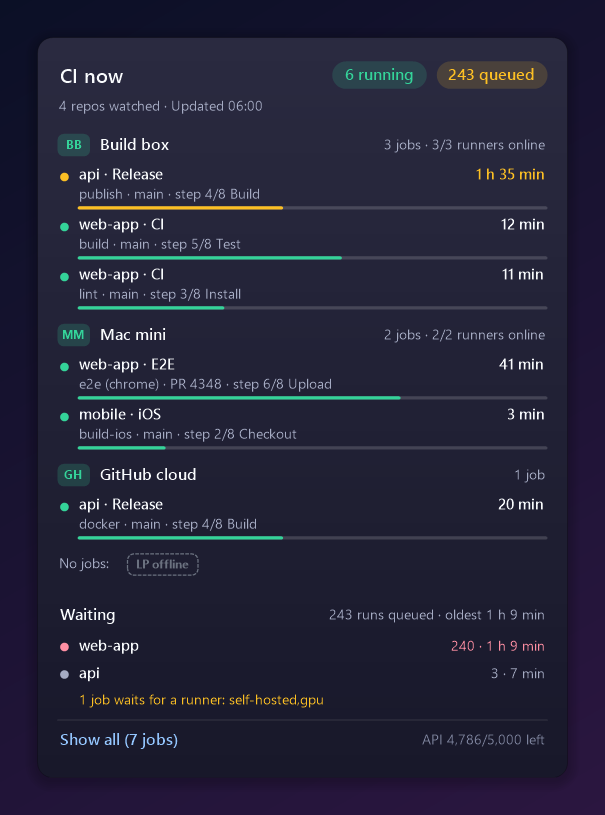 CI now 6 running 243 queued
4 repos watched · Updated 06:00
BB Build box 3 jobs · 3/3 runners online
api · Release 1 h 35 min
publish · main · step 4/8 Build
web-app · CI 12 min
build · main · step 5/8 Test
web-app · CI 11 min
lint · main · step 3/8 Install
MM Mac mini 2 jobs · 2/2 runners online
web-app · E2E 41 min
e2e (chrome) · PR 4348 · step 6/8 Upload
mobile · iOS 3 min
build-ios · main · step 2/8 Checkout
GH GitHub cloud 1 job
api · Release 20 min
docker · main · step 4/8 Build
No jobs: LP offline
Waiting 243 runs queued · oldest 1 h 9 min
web-app 240 · 1 h 9 min
api 3 · 7 min
1 job waits for a runner: self-hosted,gpu
Show all (7 jobs) API 4,786/5,000 left